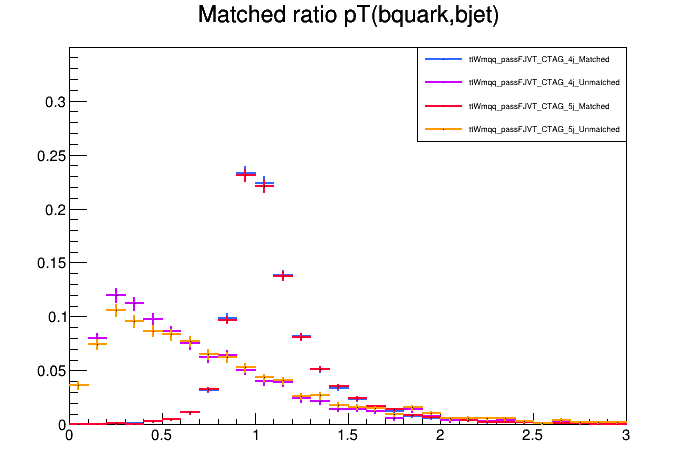 Matched ratio pT(bquark,bjet)
ttWmqq_passFJVT_CTAG_4j_Matched
ttWmqq_passFJVT_CTAG_4j_Unmatched
ttWmqq_passFJVT_CTAG_5j_Matched
ttWmqq_passFJVT_CTAG_5j_Unmatched
0.3
0.25
0.2
0.15
0.1
0.05
0
0 0.5 1 1.5 2 2.5 3